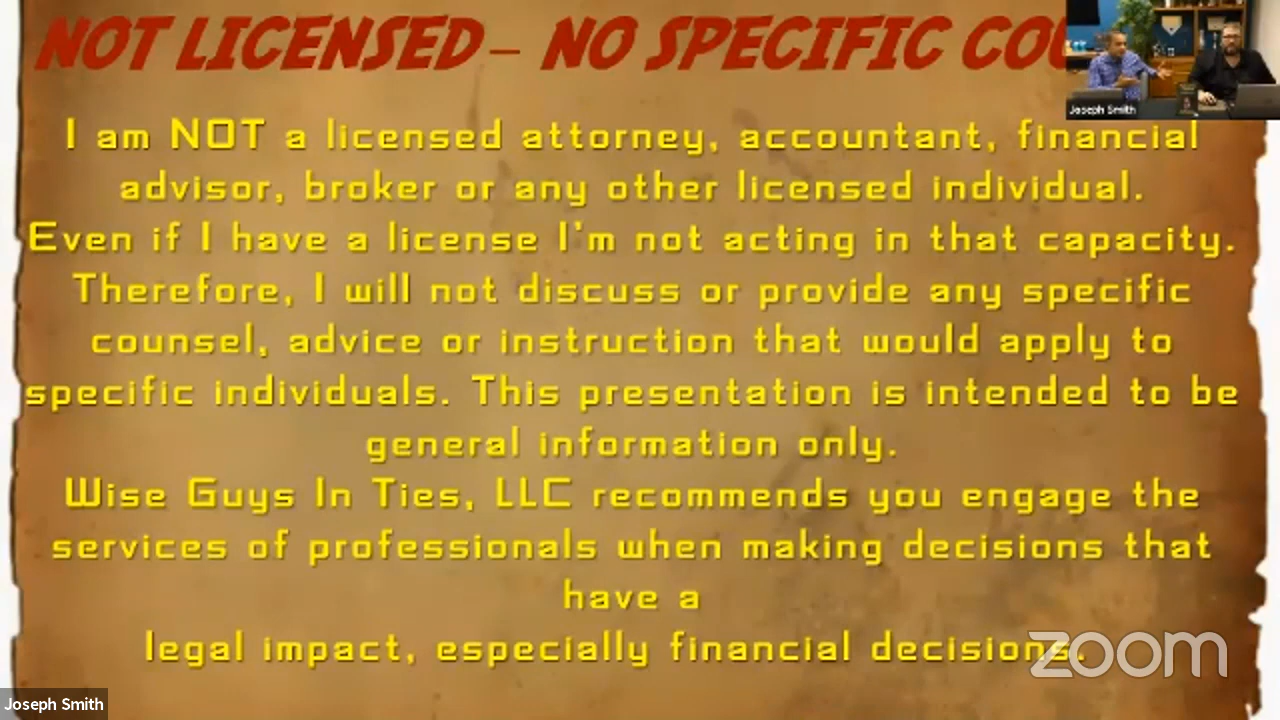 NOT LICENSED – NO SPECIFIC COU
Joseph Smith
I am NOT a licensed attorney, accountant, financial
advisor, broker or any other licensed individual.
Even if I have a license I'm not acting in that capacity.
Therefore, I will not discuss or provide any specific
counsel, advice or instruction that would apply to
specific individuals. This presentation is intended to be
general information only.
Wise Guys In Ties, LLC recommends you engage the
services of professionals when making decisions that
have a
legal impact, especially financial decisions.
zoom
Joseph Smith